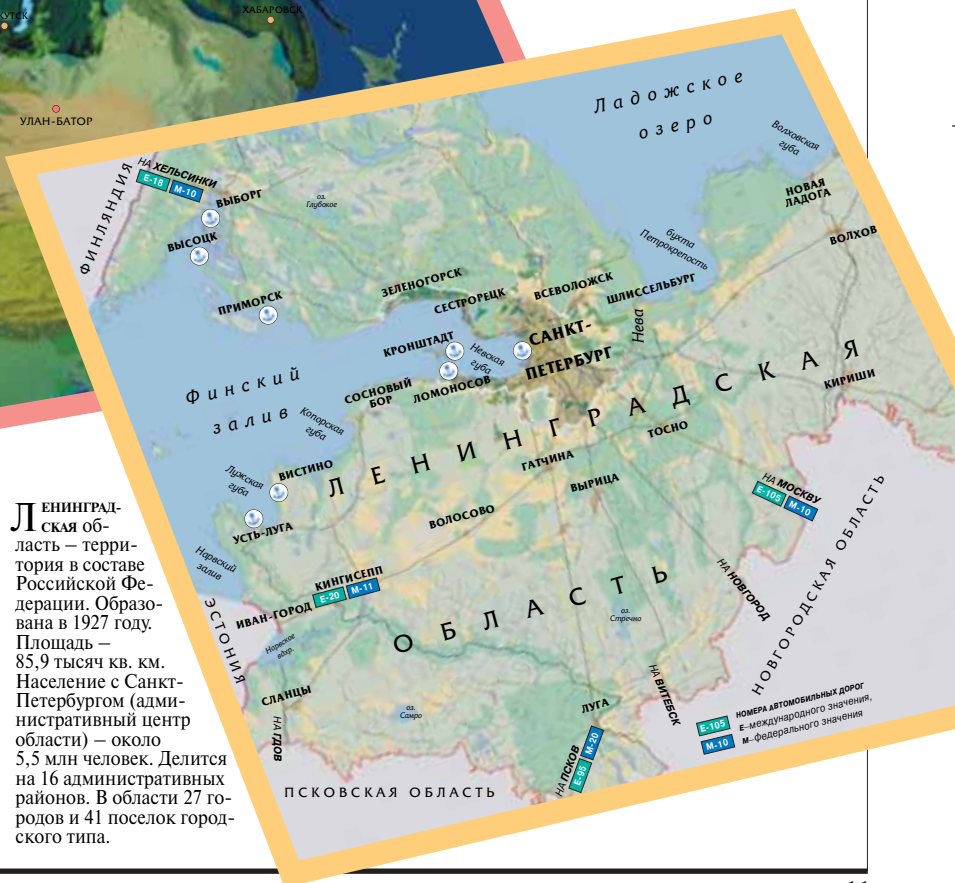 ХАБАРОВСК
УЛАН-БАТОР
Ладожское
озеро
Волховская
губа
НА ХЕЛЬСИНКИ
E-18 М-10
ФИНЛЯНДИЯ
ВЫБОРГ
оз.
Глубокое
НОВАЯ
ЛАДОГА
ВЫСОЦК
ВОЛХОВ
бухта
Петрокрепость
ЗЕЛЕНОГОРСК
СЕСТРОРЕЦК
ВСЕВОЛОЖСК
ШЛИССЕЛЬБУРГ
ПРИМОРСК
Нева
КРОНШТАДТ
Невская
губа
САНКТ-
ПЕТЕРБУРГ
Финский
залив
СОСНОВЫЙ
БОР
ЛОМОНОСОВ
КИРИШИ
Копорская
губа
ЛЕНИНГРАДСКАЯ
ТОСНО
ГАТЧИНА
ВЫРИЦА
Лужская
губа
ВИСТИНО
НА МОСКВУ
E-105 М-10
ВОЛОСОВО
УСТЬ-ЛУГА
Нарвский
залив
КИНГИСЕПП
E-20 М-11
ИВАН-ГОРОД
НА НОВГОРОД
НОВГОРОДСКАЯ ОБЛАСТЬ
ЭСТОНИЯ
ОБЛАСТЬ
оз.
Стречно
Нарвское
вдхр.
СЛАНЦЫ
НА ВИТЕБСК
оз.
Самро
ЛУГА
НА ГДОВ
НА ПСКОВ
E-95 М-20
ПСКОВСКАЯ ОБЛАСТЬ
НОМЕРА АВТОМОБИЛЬНЫХ ДОРОГ
E-105 Е–международного значения,
М-10 М–федерального значения
ЛЕНИНГРАД-
СКАЯ об-
ласть – терри-
тория в составе
Российской Фе-
дерации. Образо-
вана в 1927 году.
Площадь –
85,9 тысяч кв. км.
Население с Санкт-
Петербургом (адми-
нистративный центр
области) – около
5,5 млн человек. Делится
на 16 административных
районов. В области 27 го-
родов и 41 поселок город-
ского типа.